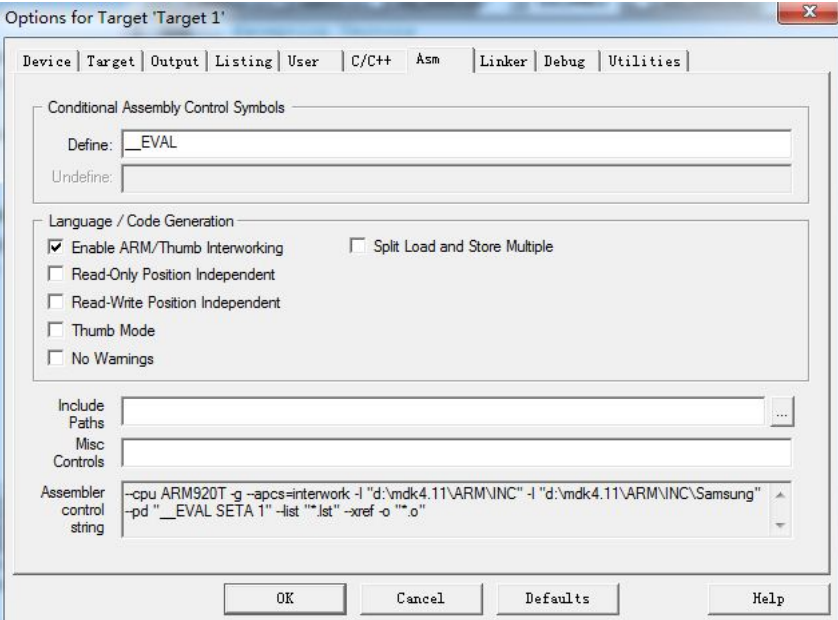 Options for Target 'Target 1'
Device Target Output Listing User C/C++ Asm Linker Debug Utilities
Conditional Assembly Control Symbols
Define: __EVAL
Undefine:
Language / Code Generation
Enable ARM/Thumb Interworking Split Load and Store Multiple
Read-Only Position Independent
Read-Write Position Independent
Thumb Mode
No Warnings
Include
Paths
...
Misc
Controls
Assembler
control
string
--cpu ARM920T -g --apcs=interwork -I "d:\mdk4.11\ARM\INC" -I "d:\mdk4.11\ARM\INC\Samsung"
--pd "__EVAL SETA 1" --list "*.lst" --xref -o "*.o"
OK Cancel Defaults Help